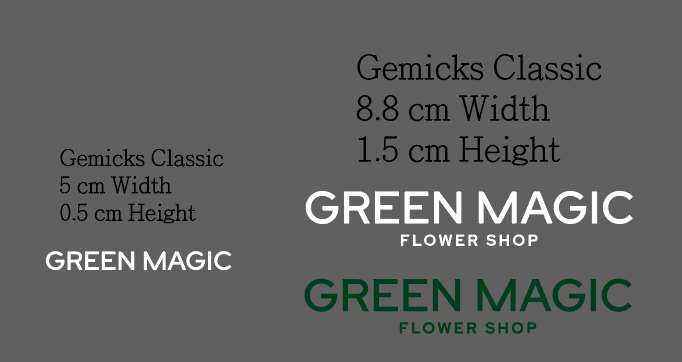 Gemicks Classic
5 cm Width
0.5 cm Height
GREEN MAGIC
Gemicks Classic
8.8 cm Width
1.5 cm Height
GREEN MAGIC
FLOWER SHOP
GREEN MAGIC
FLOWER SHOP